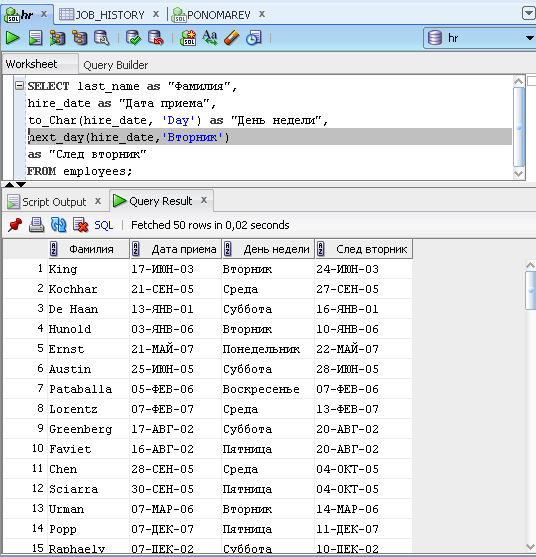 hr JOB_HISTORY PONOMAREV
hr
Worksheet Query Builder
SELECT last_name as "Фамилия",
hire_date as "Дата приема",
to_Char(hire_date, 'Day') as "День недели",
next_day(hire_date,'Вторник')
as "След вторник"
FROM employees;
Script Output Query Result
SQL Fetched 50 rows in 0,02 seconds
Фамилия Дата приема День недели След вторник
1 King 17-ИЮН-03 Вторник 24-ИЮН-03
2 Kochhar 21-СЕН-05 Среда 27-СЕН-05
3 De Haan 13-ЯНВ-01 Суббота 16-ЯНВ-01
4 Hunold 03-ЯНВ-06 Вторник 10-ЯНВ-06
5 Ernst 21-МАЙ-07 Понедельник 22-МАЙ-07
6 Austin 25-ИЮН-05 Суббота 28-ИЮН-05
7 Pataballa 05-ФЕВ-06 Воскресенье 07-ФЕВ-06
8 Lorentz 07-ФЕВ-07 Среда 13-ФЕВ-07
9 Greenberg 17-АВГ-02 Суббота 20-АВГ-02
10 Faviet 16-АВГ-02 Пятница 20-АВГ-02
11 Chen 28-СЕН-05 Среда 04-ОКТ-05
12 Sciarra 30-СЕН-05 Пятница 04-ОКТ-05
13 Urman 07-МАР-06 Вторник 14-МАР-06
14 Popp 07-ДЕК-07 Пятница 11-ДЕК-07
15 Raphaely 07-ДЕК-02 Суббота 10-ДЕК-02